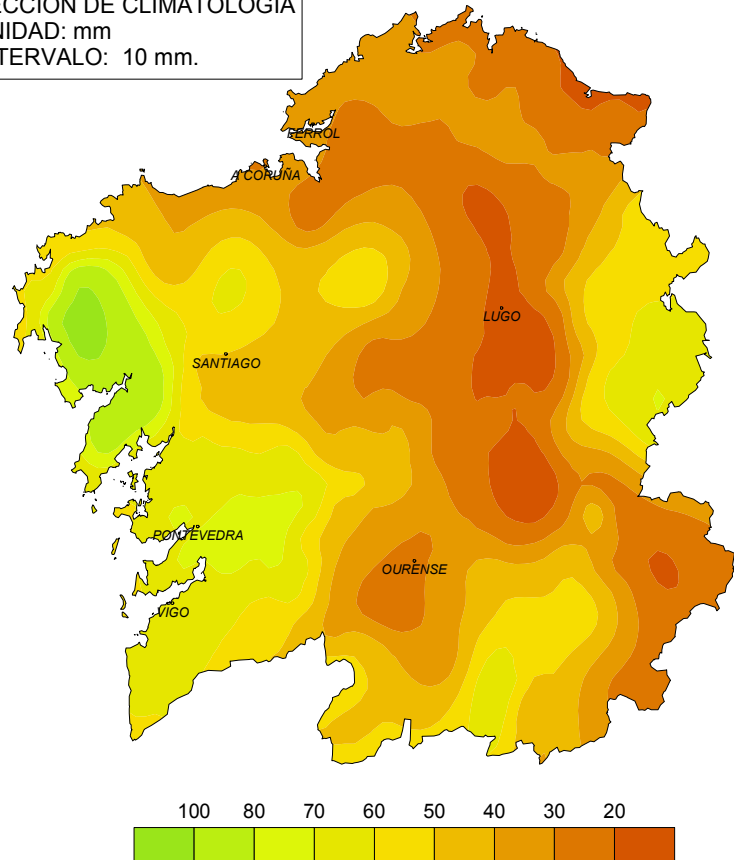 ECCIÓN DE CLIMATOLOGÍA
NIDAD: mm
TERVALO: 10 mm.
FERROL
A CORUÑA
LUGO
SANTIAGO
PONTEVEDRA
OURENSE
VIGO
100 80 70 60 50 40 30 20